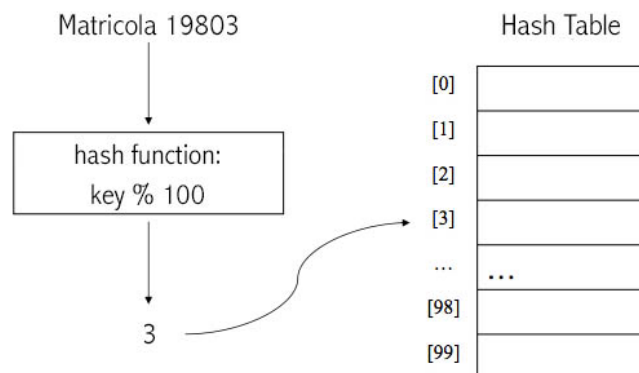 Matricola 19803
hash function:
key % 100
3
Hash Table
[0]
[1]
[2]
[3]
... ...
[98]
[99]